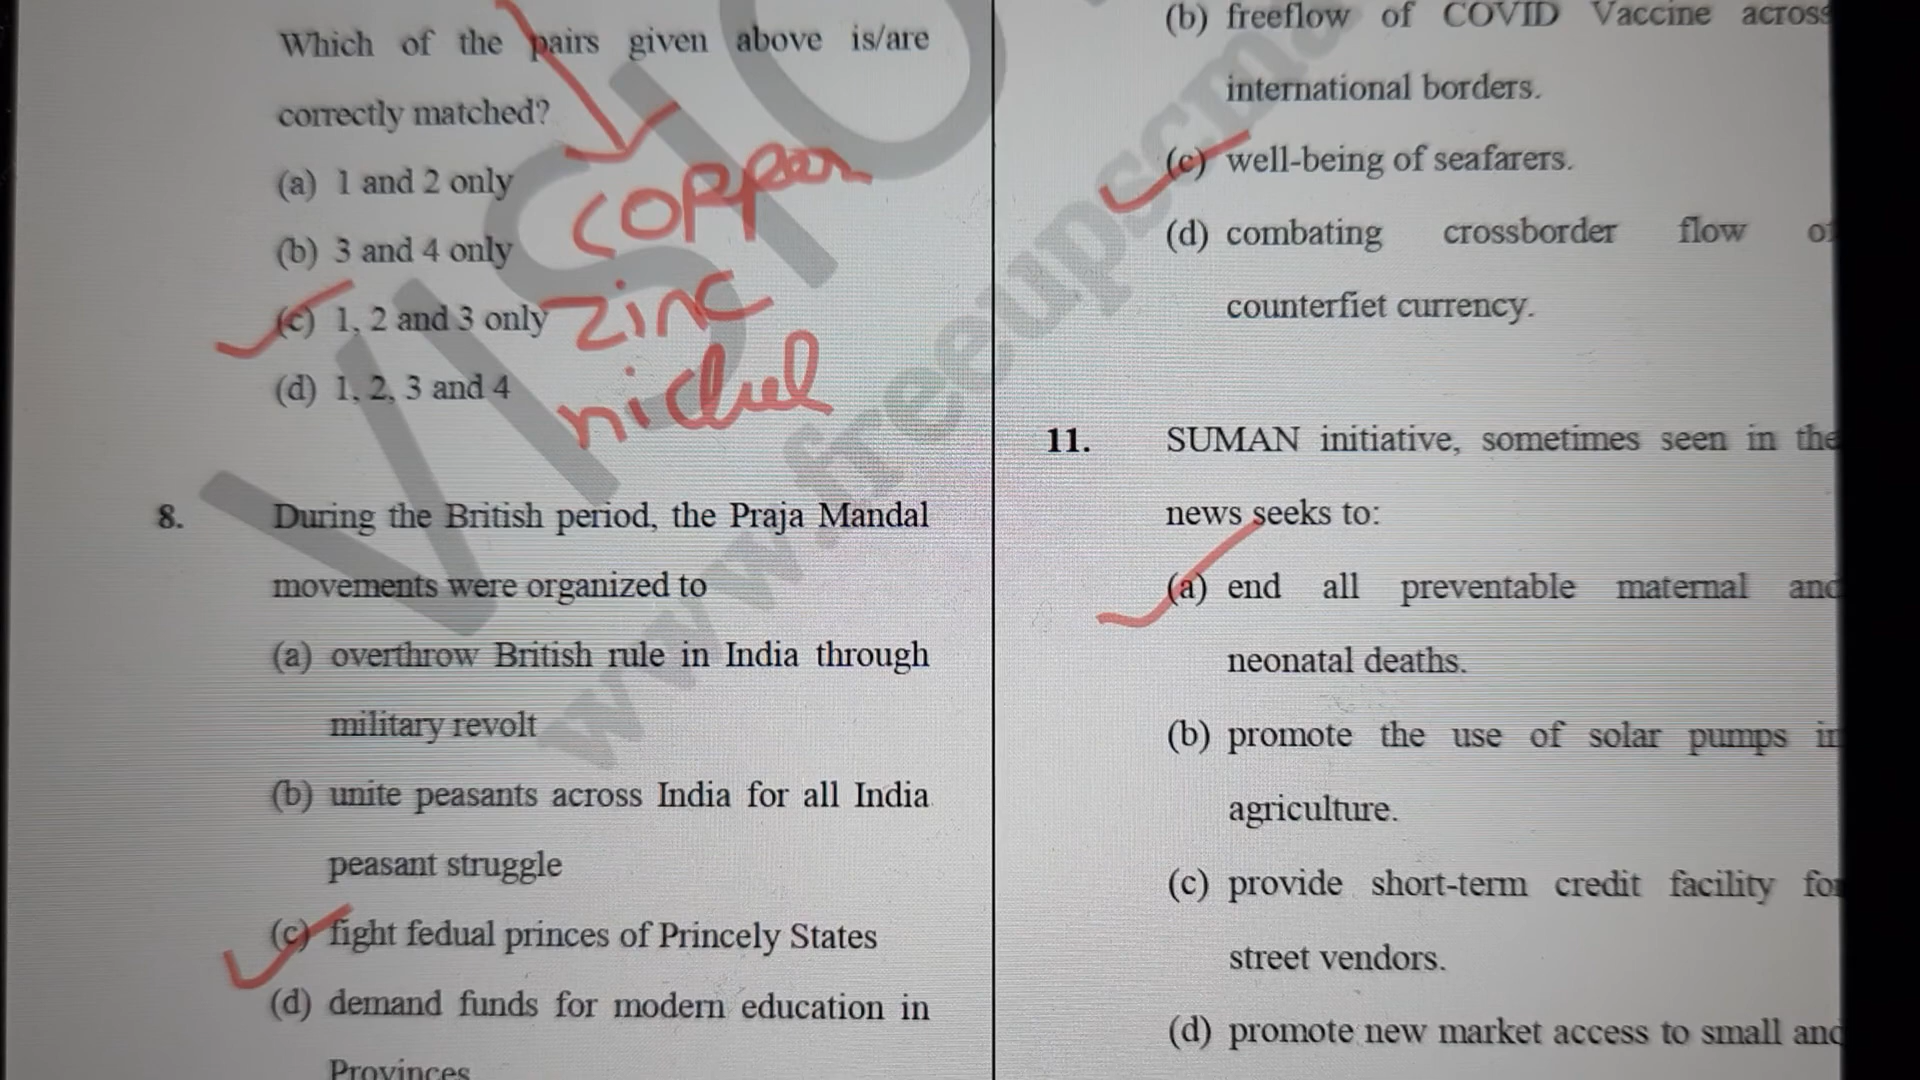 Which of the pairs given above is/are
correctly matched?
(a) 1 and 2 only
(b) 3 and 4 only
(c) 1, 2 and 3 only
(d) 1, 2, 3 and 4
copper
zinc
nickel
8. During the British period, the Praja Mandal
movements were organized to
(a) overthrow British rule in India through
military revolt
(b) unite peasants across India for all India
peasant struggle
(c) fight fedual princes of Princely States
(d) demand funds for modern education in
Provinces
(b) freeflow of COVID Vaccine across
international borders.
(c) well-being of seafarers.
(d) combating crossborder flow of
counterfiet currency.
11. SUMAN initiative, sometimes seen in the
news seeks to:
(a) end all preventable maternal and
neonatal deaths.
(b) promote the use of solar pumps in
agriculture.
(c) provide short-term credit facility for
street vendors.
(d) promote new market access to small and
VISIO
www.freeupscma